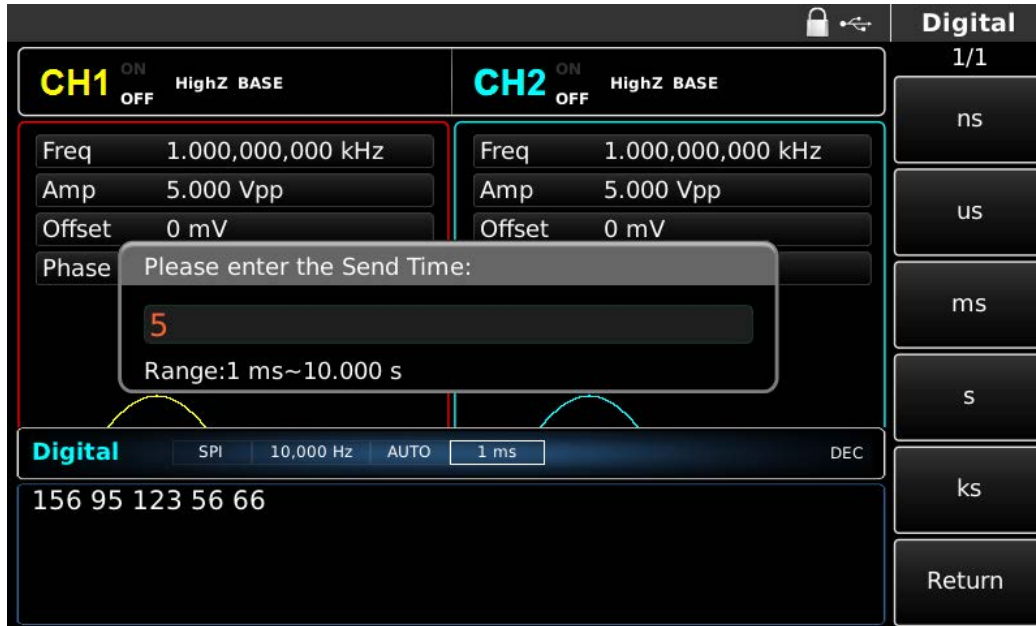 Digital
1/1
CH1 ON OFF HighZ BASE
CH2 ON OFF HighZ BASE
Freq 1.000,000,000 kHz
Amp 5.000 Vpp
Offset 0 mV
Phase
Freq 1.000,000,000 kHz
Amp 5.000 Vpp
Offset 0 mV
Please enter the Send Time:
5
Range:1 ms~10.000 s
Digital SPI 10,000 Hz AUTO 1 ms DEC
156 95 123 56 66
ns
us
ms
s
ks
Return